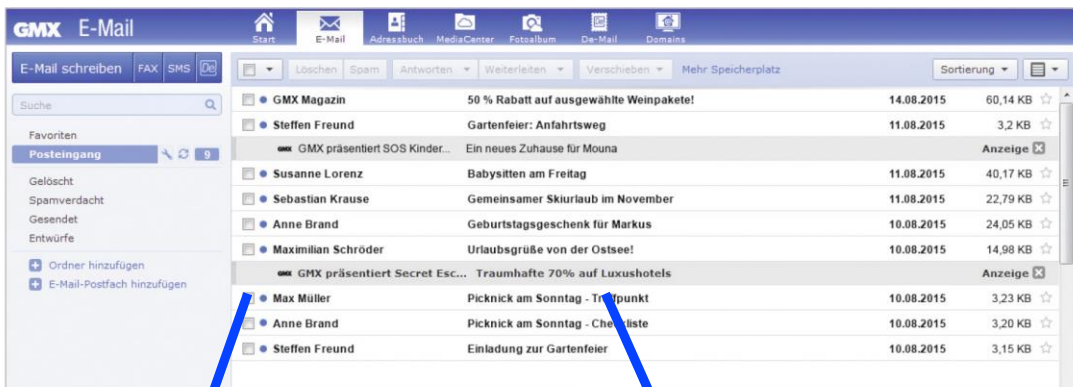 GMX E-Mail
Start E-Mail Adressbuch MediaCenter Fotoalbum De-Mail Domains
E-Mail schreiben FAX SMS De
Löschen Spam Antworten Weiterleiten Verschieben Mehr Speicherplatz Sortierung
Suche
Favoriten
Posteingang 9
Gelöscht
Spamverdacht
Gesendet
Entwürfe
Ordner hinzufügen
E-Mail-Postfach hinzufügen
GMX Magazin 50 % Rabatt auf ausgewählte Weinpakete! 14.08.2015 60,14 KB
Steffen Freund Gartenfeier: Anfahrtsweg 11.08.2015 3,2 KB
GMX GMX präsentiert SOS Kinder... Ein neues Zuhause für Mouna Anzeige
Susanne Lorenz Babysitten am Freitag 11.08.2015 40,17 KB
Sebastian Krause Gemeinsamer Skiurlaub im November 11.08.2015 22,79 KB
Anne Brand Geburtstagsgeschenk für Markus 10.08.2015 24,05 KB
Maximilian Schröder Urlaubsgrüße von der Ostsee! 10.08.2015 14,98 KB
GMX GMX präsentiert Secret Esc... Traumhafte 70% auf Luxushotels Anzeige
Max Müller Picknick am Sonntag - Treffpunkt 10.08.2015 3,23 KB
Anne Brand Picknick am Sonntag - Checkliste 10.08.2015 3,20 KB
Steffen Freund Einladung zur Gartenfeier 10.08.2015 3,15 KB